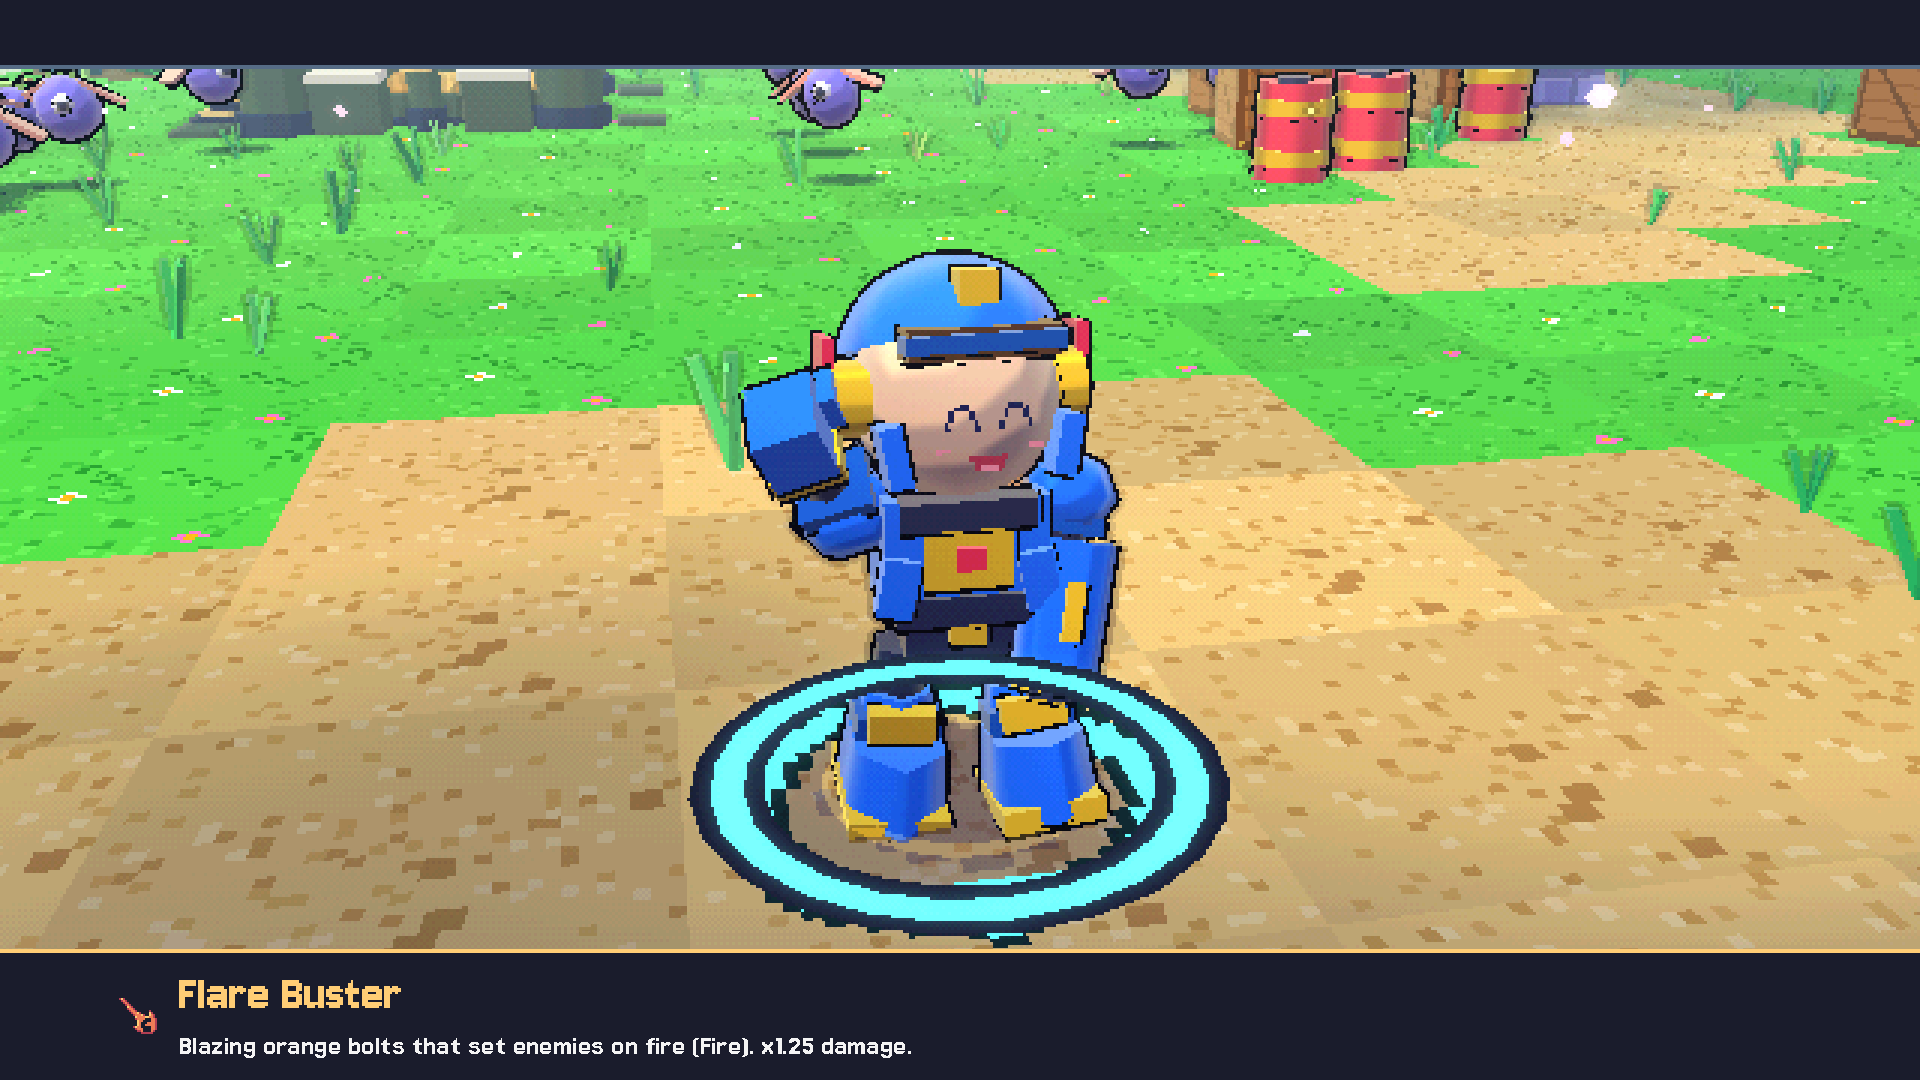 Flare Buster
Blazing orange bolts that set enemies on fire (Fire). x1.25 damage.